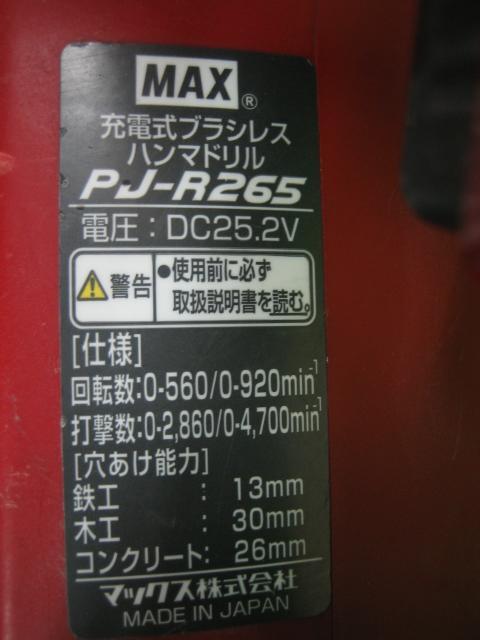 MAX®
充電式ブラシレス
ハンマドリル
PJ-R265
電圧：DC25.2V
警告
●使用前に必ず
取扱説明書を読む。
[仕様]
回転数：0-560/0-920min⁻¹
打撃数：0-2,860/0-4,700min⁻¹
[穴あけ能力]
鉄工 ： 13mm
木工 ： 30mm
コンクリート： 26mm
マックス株式会社
MADE IN JAPAN